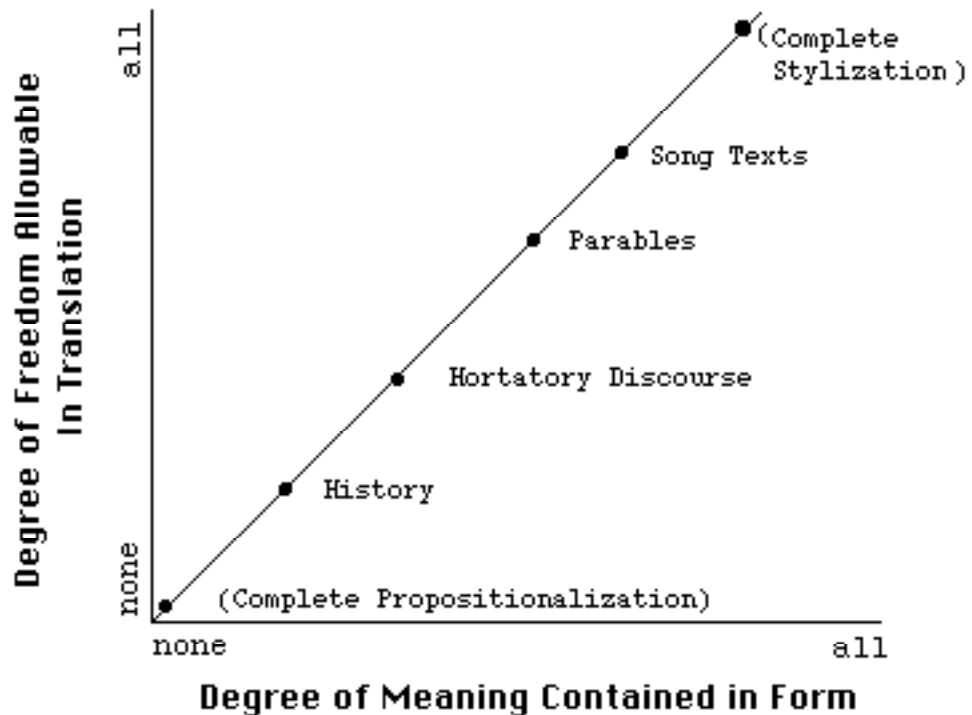 all
(Complete
Stylization)
Song Texts
Parables
Degree of Freedom Allowable
In Translation
Hortatory Discourse
History
none
(Complete Propositionalization)
none
all
Degree of Meaning Contained in Form